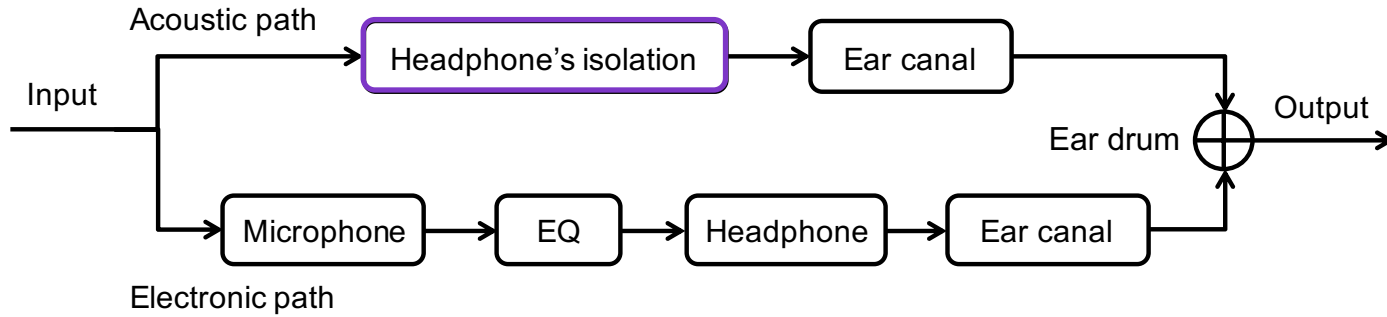 Acoustic path
Headphone’s isolation
Ear canal
Input
Ear drum
Output
Microphone
EQ
Headphone
Ear canal
Electronic path